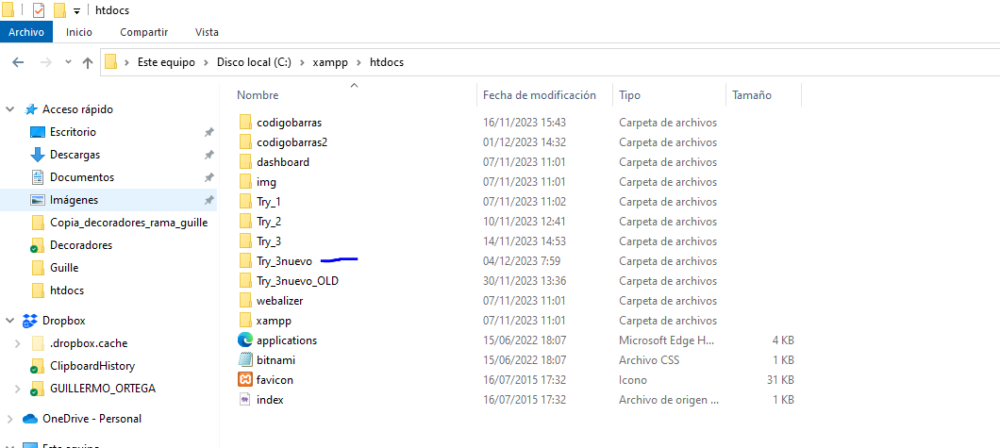 htdocs
Archivo Inicio Compartir Vista
Este equipo Disco local (C:) xampp htdocs
Nombre Fecha de modificación Tipo Tamaño
Acceso rápido
Escritorio
Descargas
Documentos
Imágenes
Copia_decoradores_rama_guille
Decoradores
Guille
htdocs
Dropbox
.dropbox.cache
ClipboardHistory
GUILLERMO_ORTEGA
OneDrive - Personal
Este equipo
codigobarras 16/11/2023 15:43 Carpeta de archivos
codigobarras2 01/12/2023 14:32 Carpeta de archivos
dashboard 07/11/2023 11:01 Carpeta de archivos
img 07/11/2023 11:01 Carpeta de archivos
Try_1 07/11/2023 11:02 Carpeta de archivos
Try_2 10/11/2023 12:41 Carpeta de archivos
Try_3 14/11/2023 14:53 Carpeta de archivos
Try_3nuevo 04/12/2023 7:59 Carpeta de archivos
Try_3nuevo_OLD 30/11/2023 13:36 Carpeta de archivos
webalizer 07/11/2023 11:01 Carpeta de archivos
xampp 07/11/2023 11:01 Carpeta de archivos
applications 15/06/2022 18:07 Microsoft Edge H... 4 KB
bitnami 15/06/2022 18:07 Archivo CSS 1 KB
favicon 16/07/2015 17:32 Icono 31 KB
index 16/07/2015 17:32 Archivo de origen ... 1 KB